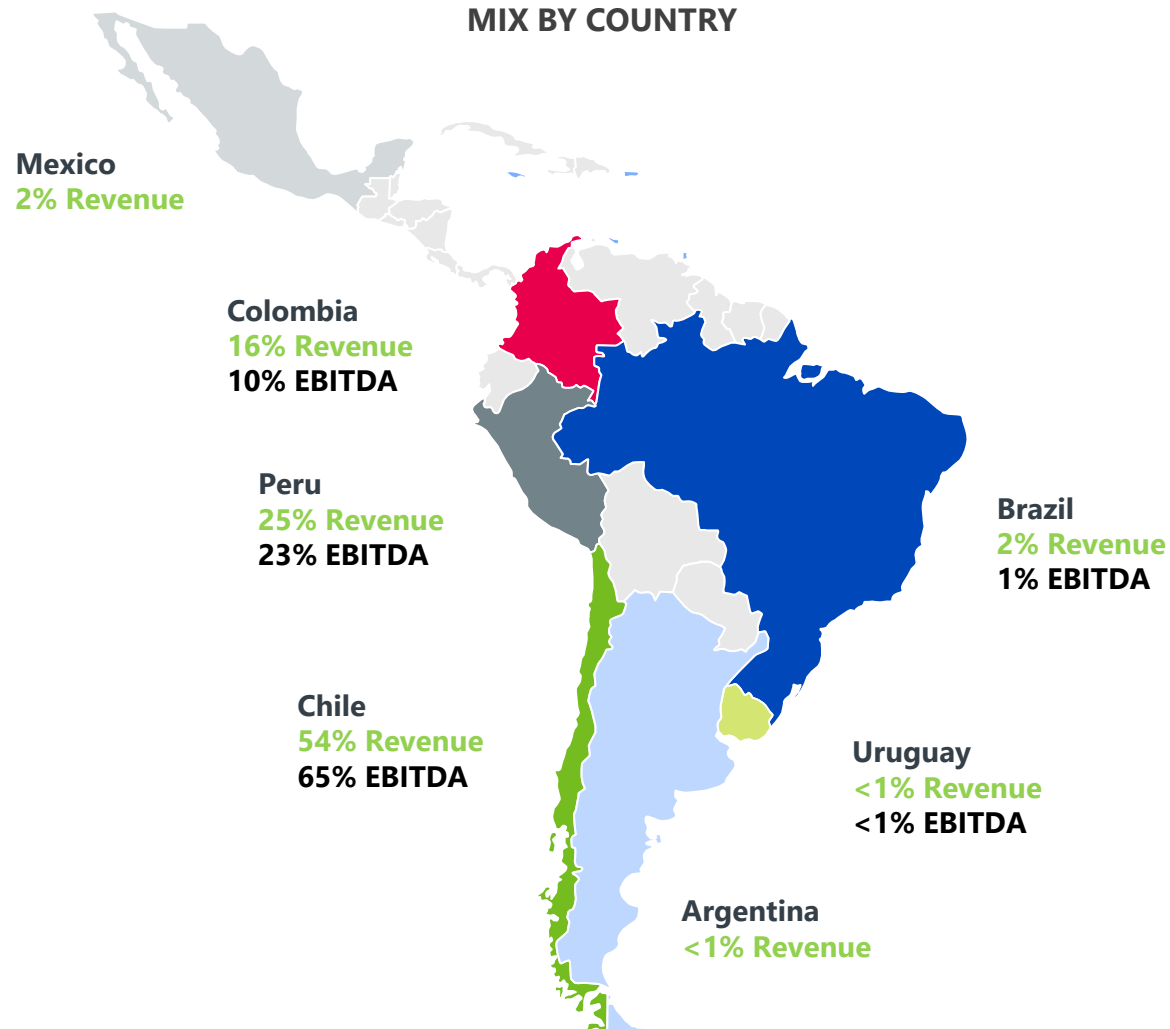 MIX BY COUNTRY
Mexico
2% Revenue
Colombia
16% Revenue
10% EBITDA
Peru
25% Revenue
23% EBITDA
Brazil
2% Revenue
1% EBITDA
Chile
54% Revenue
65% EBITDA
Uruguay
<1% Revenue
<1% EBITDA
Argentina
<1% Revenue